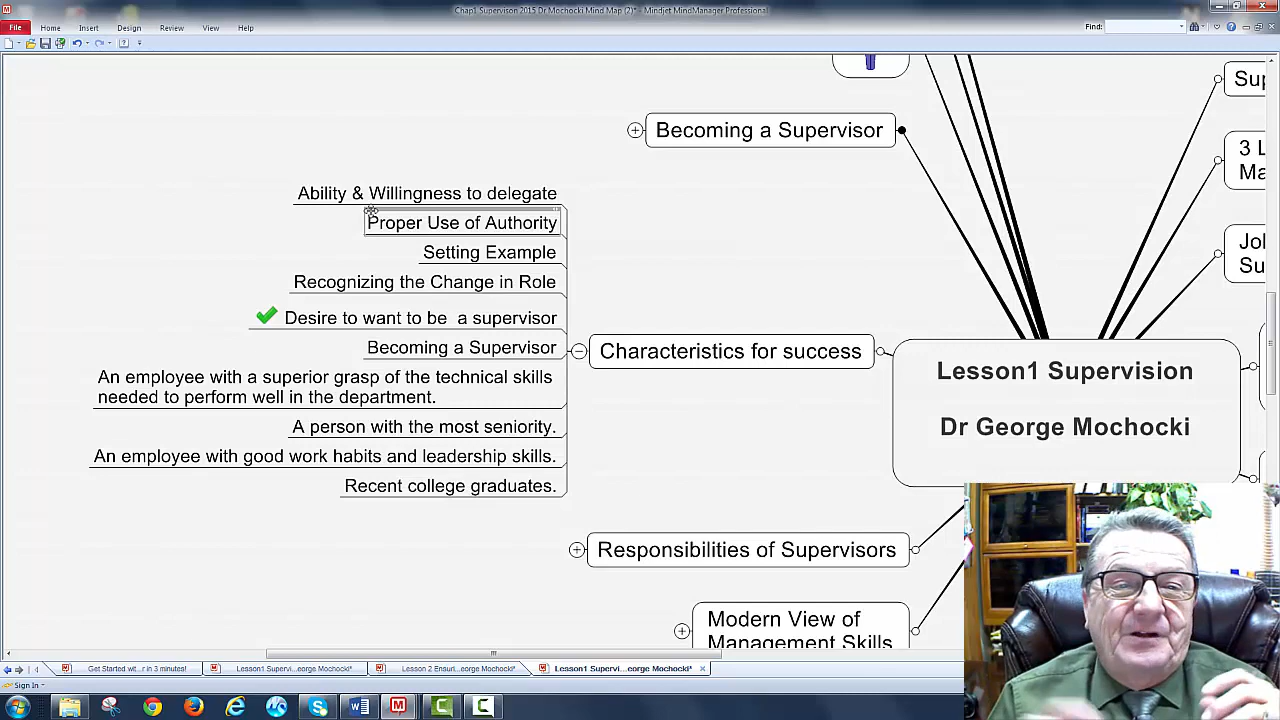 Chap1 Supervison 2015 Dr Mochocki Mind Map (2)* - Mindjet MindManager Professional
File Home Insert Design Review View Help Find:
Becoming a Supervisor
Ability & Willingness to delegate
Proper Use of Authority
Setting Example
Recognizing the Change in Role
Desire to want to be a supervisor
Becoming a Supervisor
An employee with a superior grasp of the technical skills
needed to perform well in the department.
A person with the most seniority.
An employee with good work habits and leadership skills.
Recent college graduates.
Characteristics for success
Lesson1 Supervision
Dr George Mochocki
Sup
3 L
Ma
Jol
Su
Responsibilities of Supervisors
Modern View of
Management Skills
Get Started wit...r in 3 minutes! Lesson1 Supervi...eorge Mochocki* Lesson 2 Ensuri...eorge Mochocki* Lesson1 Supervi...eorge Mochocki*
Sign In